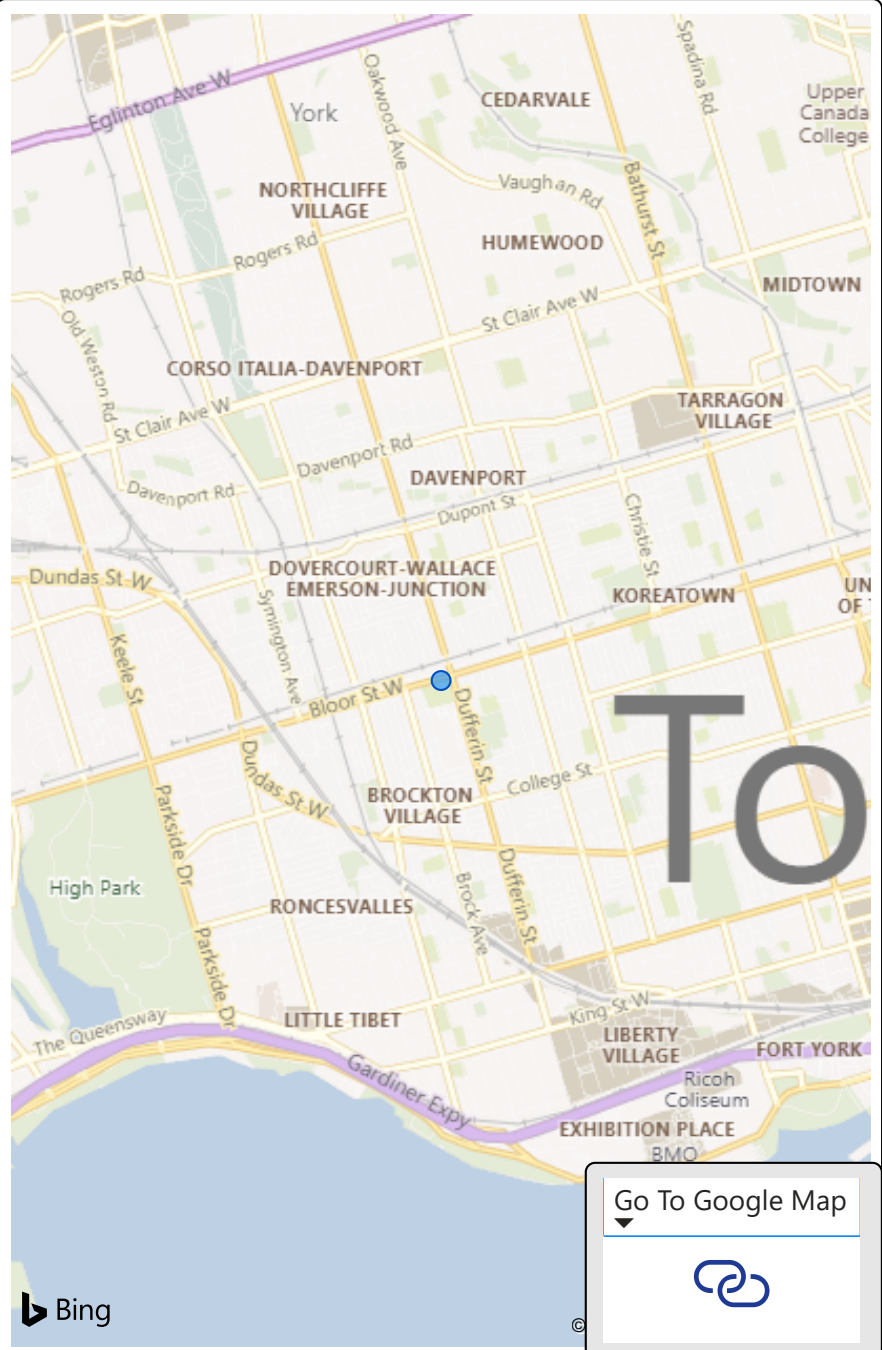 Eglinton Ave W
York
Oakwood Ave
CEDARVALE
Spadina Rd
Upper
Canada
College
NORTHCLIFFE
VILLAGE
Vaughan Rd
Bathurst St
HUMEWOOD
Rogers Rd
Rogers Rd
MIDTOWN
Old Weston Rd
St Clair Ave W
CORSO ITALIA-DAVENPORT
St Clair Ave W
TARRAGON
VILLAGE
Davenport Rd
Davenport Rd
DAVENPORT
Dupont St
Christie St
Dundas St W
DOVERCOURT-WALLACE
EMERSON-JUNCTION
Symington Ave
KOREATOWN
UN
OF
Keele St
Bloor St W
Dufferin St
To
Dundas St W
College St
BROCKTON
VILLAGE
Parkside Dr
High Park
Brock Ave
Dufferin St
RONCESVALLES
Parkside Dr
LITTLE TIBET
The Queensway
King St W
LIBERTY
VILLAGE
FORT YORK
Gardiner Expy
Ricoh
Coliseum
EXHIBITION PLACE
BMO
Go To Google Map
Bing
©